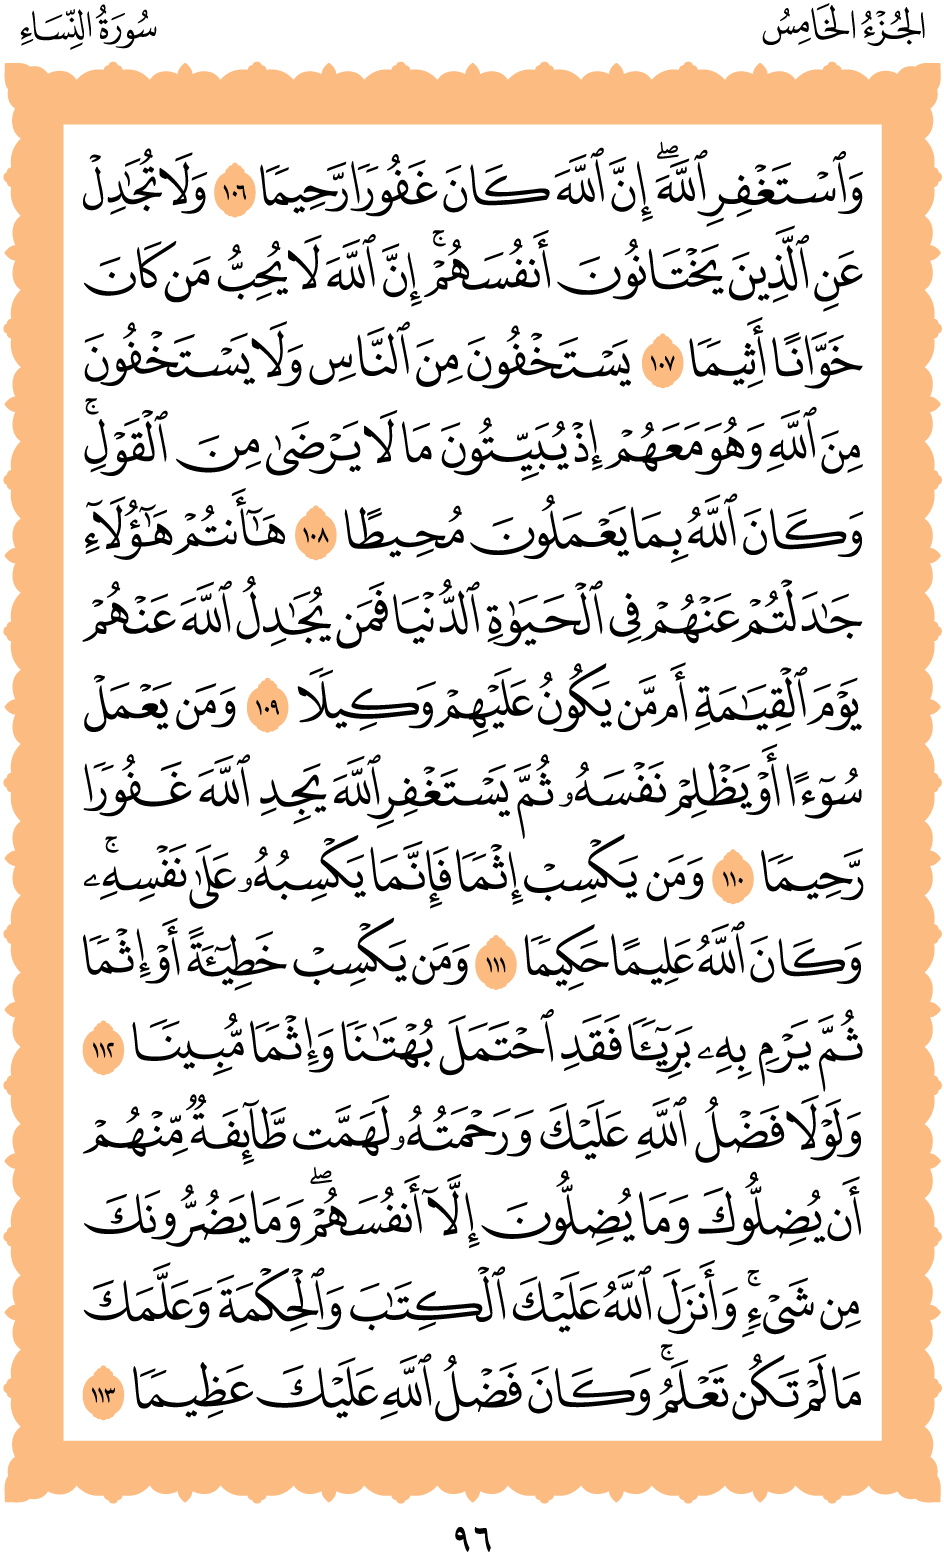 الجُزْءُ الخَامِسُ
سُورَةُ النِّسَاءِ
وَٱسۡتَغۡفِرِ ٱللَّهَۖ إِنَّ ٱللَّهَ كَانَ غَفُورٗا رَّحِيمٗا ١٠٦ وَلَا تُجَٰدِلۡ
عَنِ ٱلَّذِينَ يَخۡتَانُونَ أَنفُسَهُمۡۚ إِنَّ ٱللَّهَ لَا يُحِبُّ مَن كَانَ
خَوَّانًا أَثِيمٗا ١٠٧ يَسۡتَخۡفُونَ مِنَ ٱلنَّاسِ وَلَا يَسۡتَخۡفُونَ
مِنَ ٱللَّهِ وَهُوَ مَعَهُمۡ إِذۡ يُبَيِّتُونَ مَا لَا يَرۡضَىٰ مِنَ ٱلۡقَوۡلِۚ
وَكَانَ ٱللَّهُ بِمَا يَعۡمَلُونَ مُحِيطًا ١٠٨ هَٰٓأَنتُمۡ هَٰٓؤُلَآءِ
جَٰدَلۡتُمۡ عَنۡهُمۡ فِي ٱلۡحَيَوٰةِ ٱلدُّنۡيَا فَمَن يُجَٰدِلُ ٱللَّهَ عَنۡهُمۡ
يَوۡمَ ٱلۡقِيَٰمَةِ أَم مَّن يَكُونُ عَلَيۡهِمۡ وَكِيلٗا ١٠٩ وَمَن يَعۡمَلۡ
سُوٓءًا أَوۡ يَظۡلِمۡ نَفۡسَهُۥ ثُمَّ يَسۡتَغۡفِرِ ٱللَّهَ يَجِدِ ٱللَّهَ غَفُورٗا
رَّحِيمٗا ١١٠ وَمَن يَكۡسِبۡ إِثۡمٗا فَإِنَّمَا يَكۡسِبُهُۥ عَلَىٰ نَفۡسِهِۦۚ
وَكَانَ ٱللَّهُ عَلِيمًا حَكِيمٗا ١١١ وَمَن يَكۡسِبۡ خَطِيٓـَٔةً أَوۡ إِثۡمٗا
ثُمَّ يَرۡمِ بِهِۦ بَرِيٓـٔٗا فَقَدِ ٱحۡتَمَلَ بُهۡتَٰنٗا وَإِثۡمٗا مُّبِينٗا ١١٢
وَلَوۡلَا فَضۡلُ ٱللَّهِ عَلَيۡكَ وَرَحۡمَتُهُۥ لَهَمَّت طَّآئِفَةٞ مِّنۡهُمۡ
أَن يُضِلُّوكَ وَمَا يُضِلُّونَ إِلَّآ أَنفُسَهُمۡۖ وَمَا يَضُرُّونَكَ
مِن شَيۡءٖۚ وَأَنزَلَ ٱللَّهُ عَلَيۡكَ ٱلۡكِتَٰبَ وَٱلۡحِكۡمَةَ وَعَلَّمَكَ
مَا لَمۡ تَكُن تَعۡلَمُۚ وَكَانَ فَضۡلُ ٱللَّهِ عَلَيۡكَ عَظِيمٗا ١١٣
٩٦